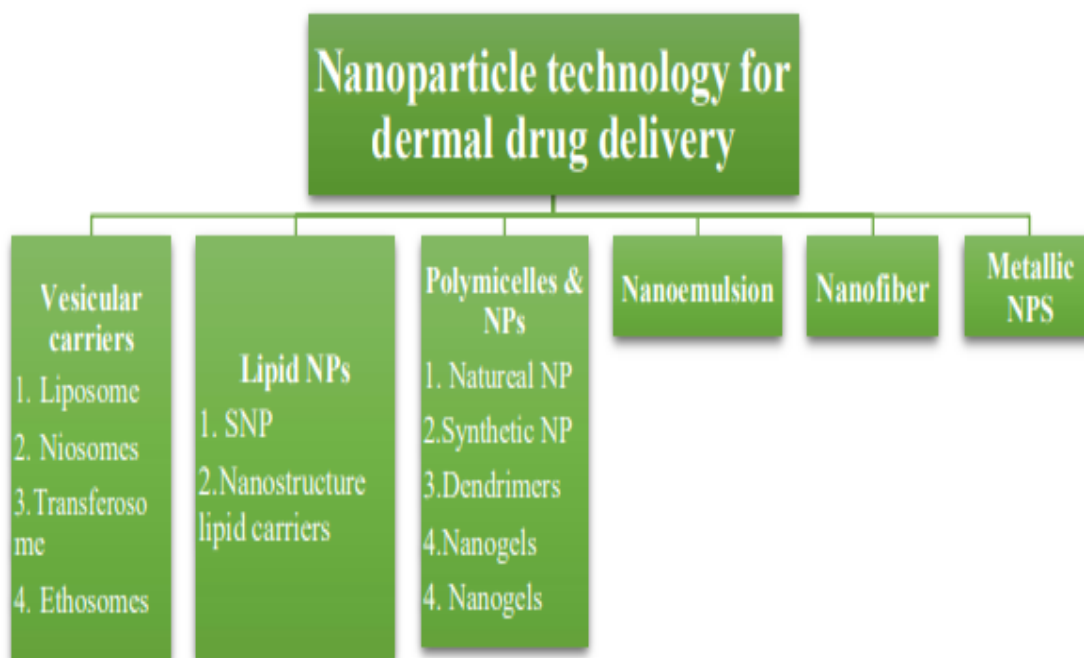 Nanoparticle technology for
dermal drug delivery
Vesicular
carriers
1. Liposome
2. Niosomes
3.Transferoso
me
4. Ethosomes
Lipid NPs
1. SNP
2.Nanostructure
lipid carriers
Polymicelles &
NPs
1. Natureal NP
2.Synthetic NP
3.Dendrimers
4.Nanogels
4. Nanogels
Nanoemulsion
Nanofiber
Metallic
NPS